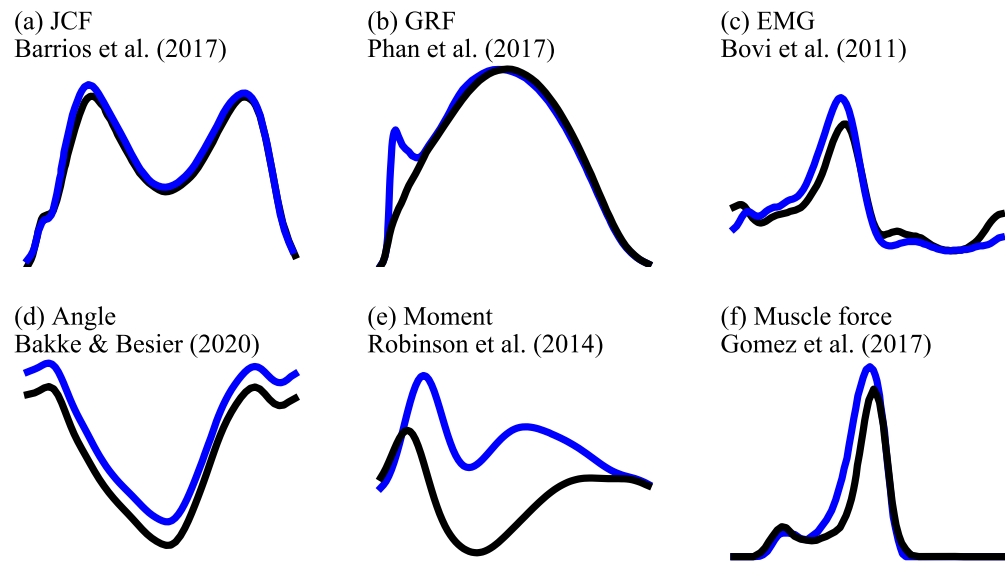 (a) JCF
Barrios et al. (2017)
(b) GRF
Phan et al. (2017)
(c) EMG
Bovi et al. (2011)
(d) Angle
Bakke & Besier (2020)
(e) Moment
Robinson et al. (2014)
(f) Muscle force
Gomez et al. (2017)